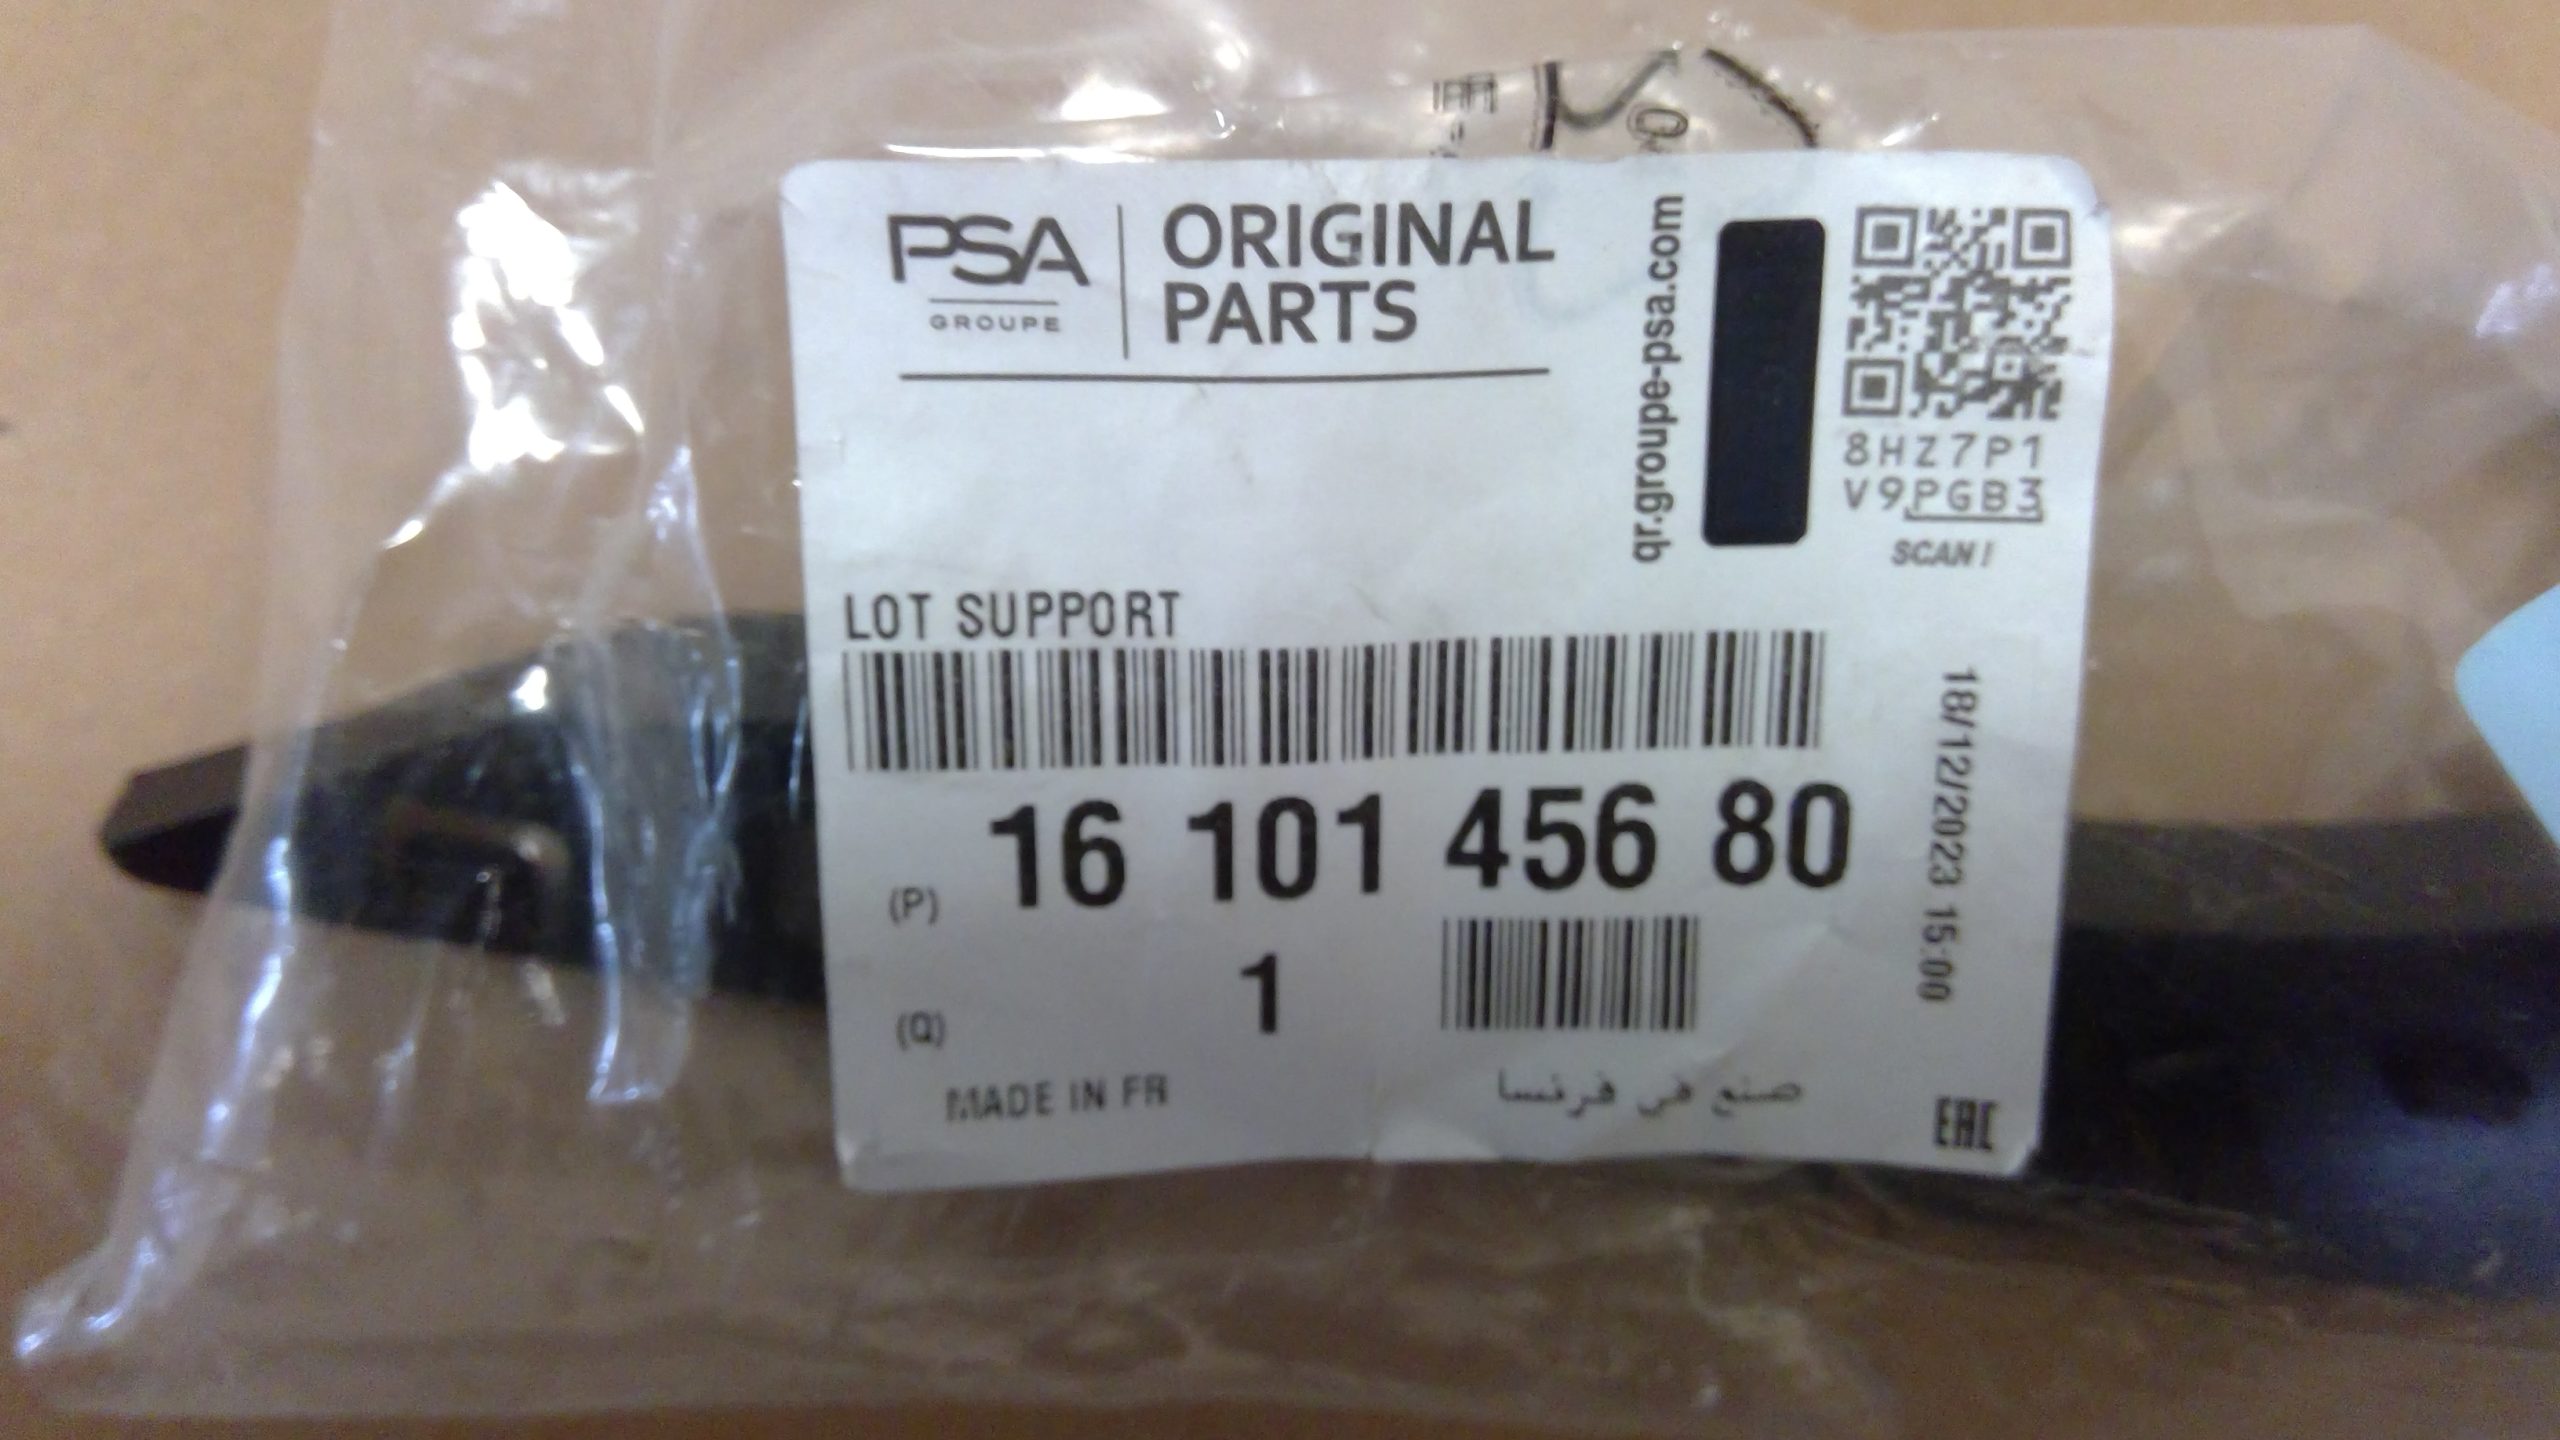 PSA
GROUPE
ORIGINAL
PARTS
qr.groupe-psa.com
8HZ7P1
V9PGB3
SCAN!
LOT SUPPORT
18/12/2023 15:00
(P) 16 101 456 80
(Q) 1
MADE IN FR
صنع في فرنسا
EAC